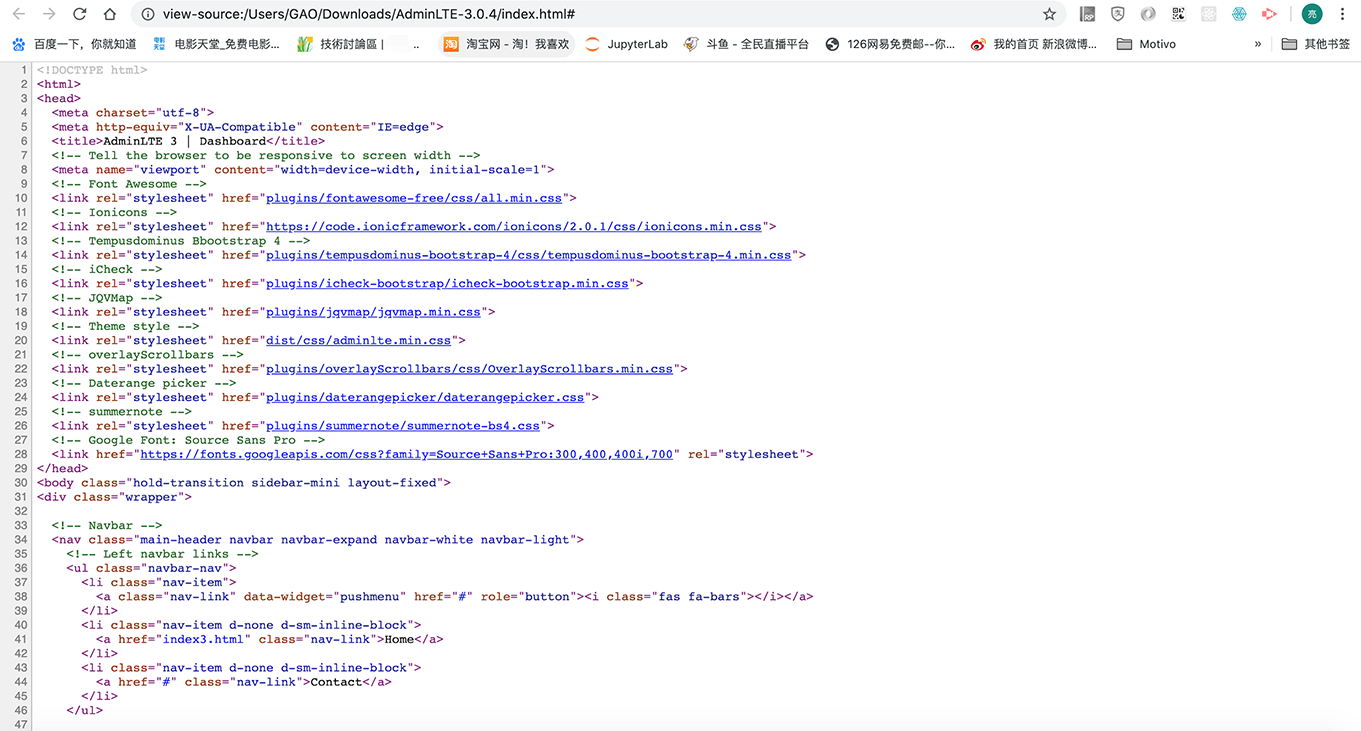 view-source:/Users/GAO/Downloads/AdminLTE-3.0.4/index.html#
亮
百度一下，你就知道 电影天堂_免费电影... 技術討論區 | .. 淘宝网 - 淘！我喜欢 JupyterLab 斗鱼 - 全民直播平台 126网易免费邮--你... 我的首页 新浪微博... Motivo » 其他书签
1 <!DOCTYPE html>
2 <html>
3 <head>
4 <meta charset="utf-8">
5 <meta http-equiv="X-UA-Compatible" content="IE=edge">
6 <title>AdminLTE 3 | Dashboard</title>
7 <!-- Tell the browser to be responsive to screen width -->
8 <meta name="viewport" content="width=device-width, initial-scale=1">
9 <!-- Font Awesome -->
10 <link rel="stylesheet" href="plugins/fontawesome-free/css/all.min.css">
11 <!-- Ionicons -->
12 <link rel="stylesheet" href="https://code.ionicframework.com/ionicons/2.0.1/css/ionicons.min.css">
13 <!-- Tempusdominus Bbootstrap 4 -->
14 <link rel="stylesheet" href="plugins/tempusdominus-bootstrap-4/css/tempusdominus-bootstrap-4.min.css">
15 <!-- iCheck -->
16 <link rel="stylesheet" href="plugins/icheck-bootstrap/icheck-bootstrap.min.css">
17 <!-- JQVMap -->
18 <link rel="stylesheet" href="plugins/jqvmap/jqvmap.min.css">
19 <!-- Theme style -->
20 <link rel="stylesheet" href="dist/css/adminlte.min.css">
21 <!-- overlayScrollbars -->
22 <link rel="stylesheet" href="plugins/overlayScrollbars/css/OverlayScrollbars.min.css">
23 <!-- Daterange picker -->
24 <link rel="stylesheet" href="plugins/daterangepicker/daterangepicker.css">
25 <!-- summernote -->
26 <link rel="stylesheet" href="plugins/summernote/summernote-bs4.css">
27 <!-- Google Font: Source Sans Pro -->
28 <link href="https://fonts.googleapis.com/css?family=Source+Sans+Pro:300,400,400i,700" rel="stylesheet">
29 </head>
30 <body class="hold-transition sidebar-mini layout-fixed">
31 <div class="wrapper">
32
33 <!-- Navbar -->
34 <nav class="main-header navbar navbar-expand navbar-white navbar-light">
35 <!-- Left navbar links -->
36 <ul class="navbar-nav">
37 <li class="nav-item">
38 <a class="nav-link" data-widget="pushmenu" href="#" role="button"><i class="fas fa-bars"></i></a>
39 </li>
40 <li class="nav-item d-none d-sm-inline-block">
41 <a href="index3.html" class="nav-link">Home</a>
42 </li>
43 <li class="nav-item d-none d-sm-inline-block">
44 <a href="#" class="nav-link">Contact</a>
45 </li>
46 </ul>
47